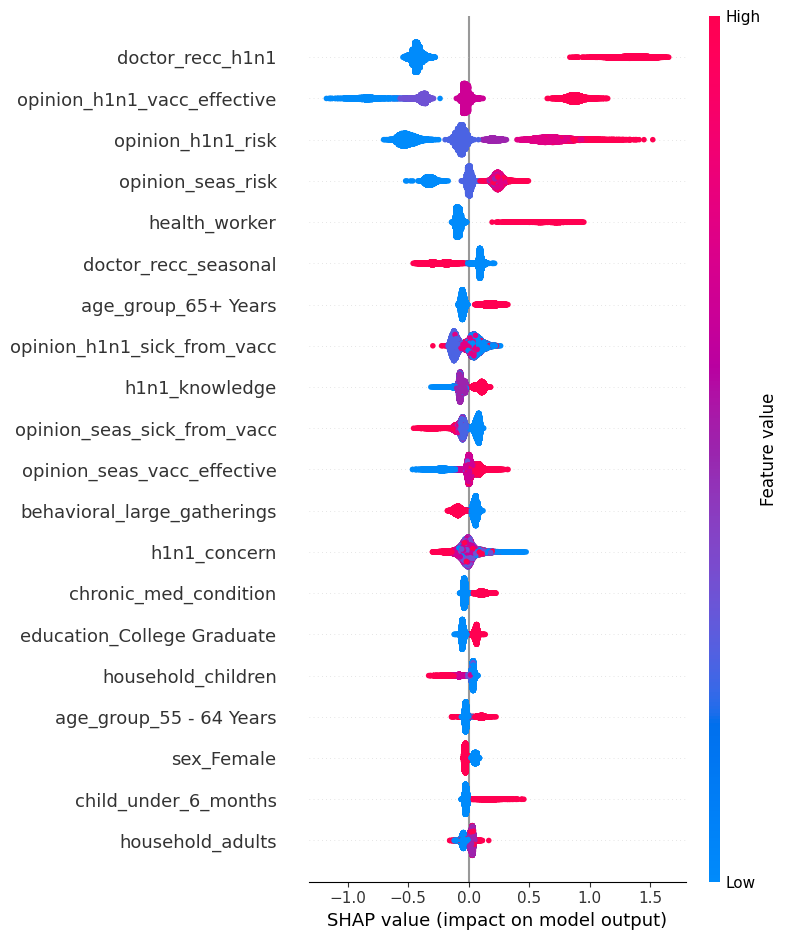 High
doctor_recc_h1n1
opinion_h1n1_vacc_effective
opinion_h1n1_risk
opinion_seas_risk
health_worker
doctor_recc_seasonal
age_group_65+ Years
opinion_h1n1_sick_from_vacc
h1n1_knowledge
opinion_seas_sick_from_vacc
opinion_seas_vacc_effective
behavioral_large_gatherings
h1n1_concern
chronic_med_condition
education_College Graduate
household_children
age_group_55 - 64 Years
sex_Female
child_under_6_months
household_adults
Feature value
Low
−1.0 −0.5 0.0 0.5 1.0 1.5
SHAP value (impact on model output)